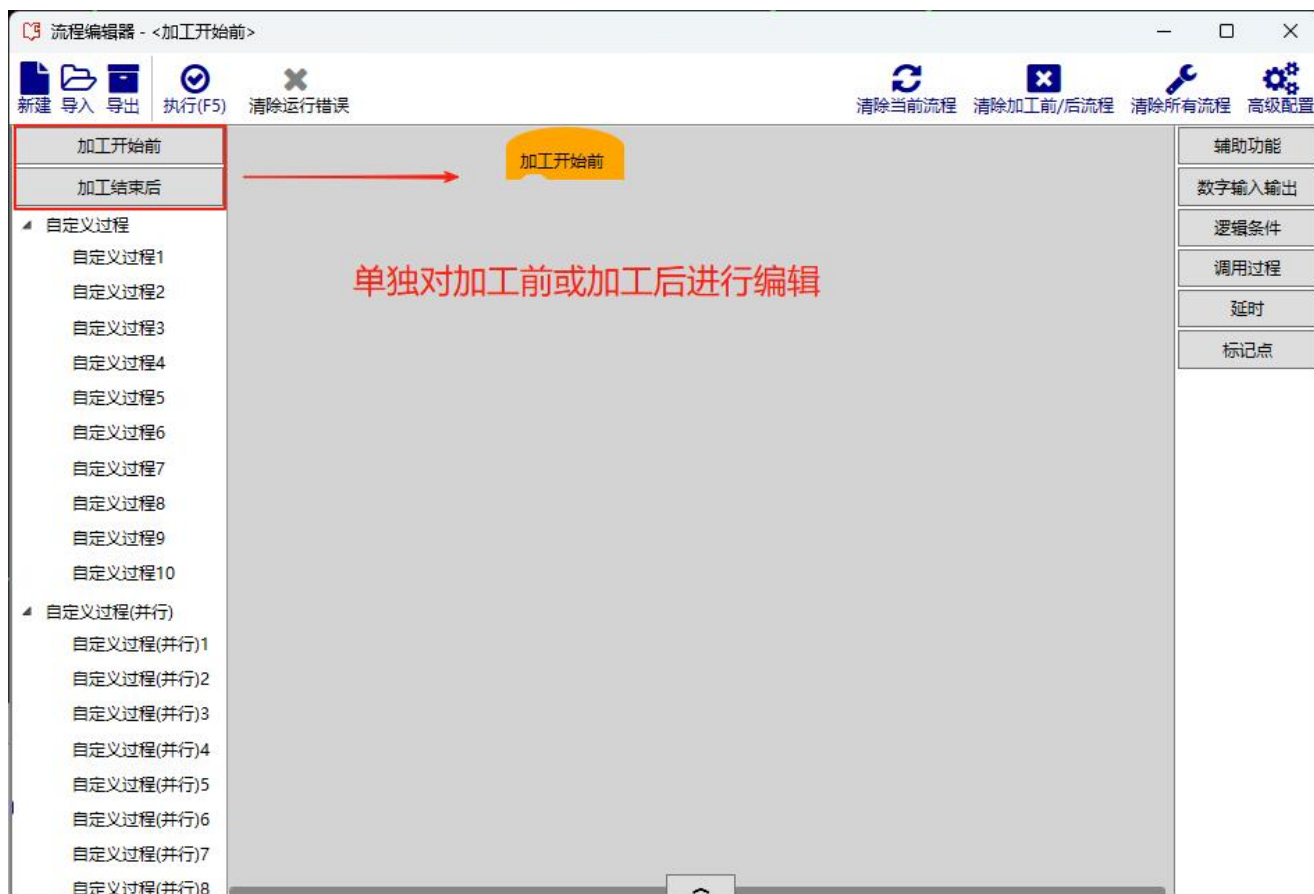 流程编辑器 - <加工开始前>
新建 导入 导出 执行(F5) 清除运行错误 清除当前流程 清除加工前/后流程 清除所有流程 高级配置
加工开始前
加工结束后
自定义过程
自定义过程1
自定义过程2
自定义过程3
自定义过程4
自定义过程5
自定义过程6
自定义过程7
自定义过程8
自定义过程9
自定义过程10
自定义过程(并行)
自定义过程(并行)1
自定义过程(并行)2
自定义过程(并行)3
自定义过程(并行)4
自定义过程(并行)5
自定义过程(并行)6
自定义过程(并行)7
自定义过程(并行)8
加工开始前
单独对加工前或加工后进行编辑
辅助功能
数字输入输出
逻辑条件
调用过程
延时
标记点